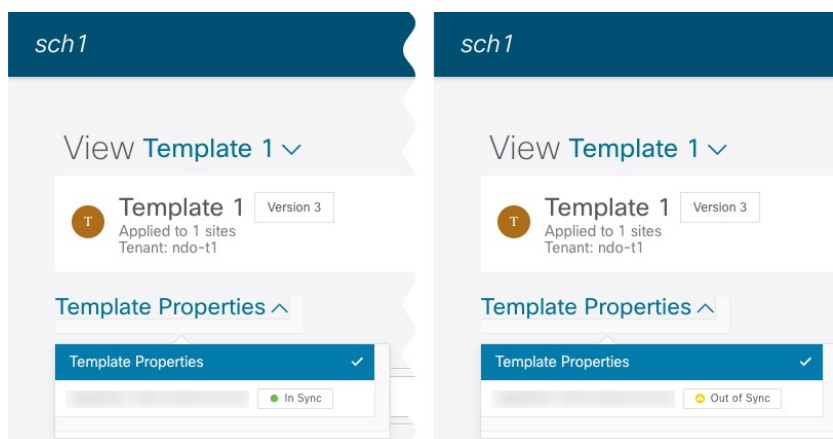 sch1
View Template 1
T
Template 1 Version 3
Applied to 1 sites
Tenant: ndo-t1
Template Properties
Template Properties
In Sync
sch1
View Template 1
T
Template 1 Version 3
Applied to 1 sites
Tenant: ndo-t1
Template Properties
Template Properties
Out of Sync